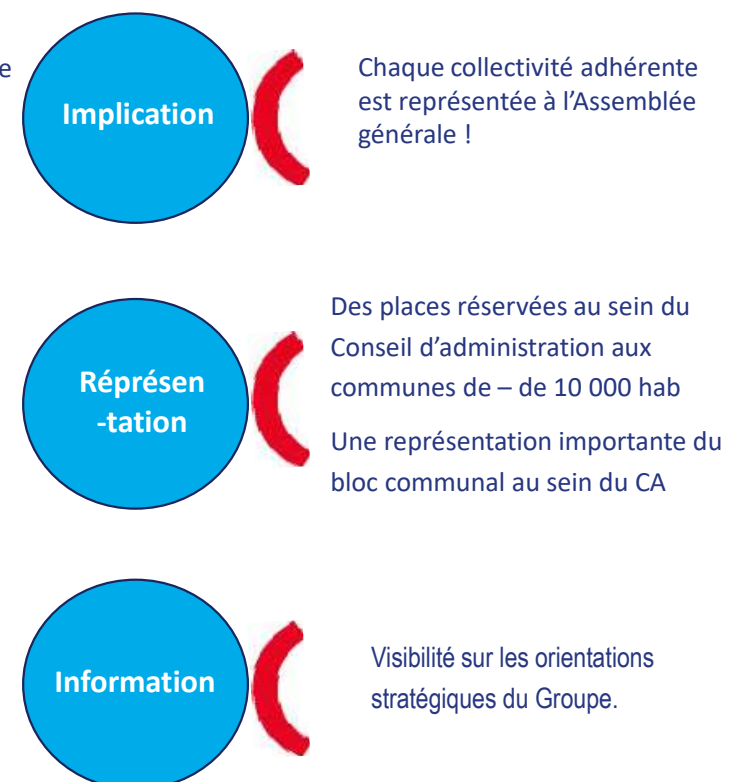 e
Implication
Chaque collectivité adhérente
est représentée à l'Assemblée
générale !
Réprésen
-tation
Des places réservées au sein du
Conseil d'administration aux
communes de – de 10 000 hab
Une représentation importante du
bloc communal au sein du CA
Information
Visibilité sur les orientations
stratégiques du Groupe.